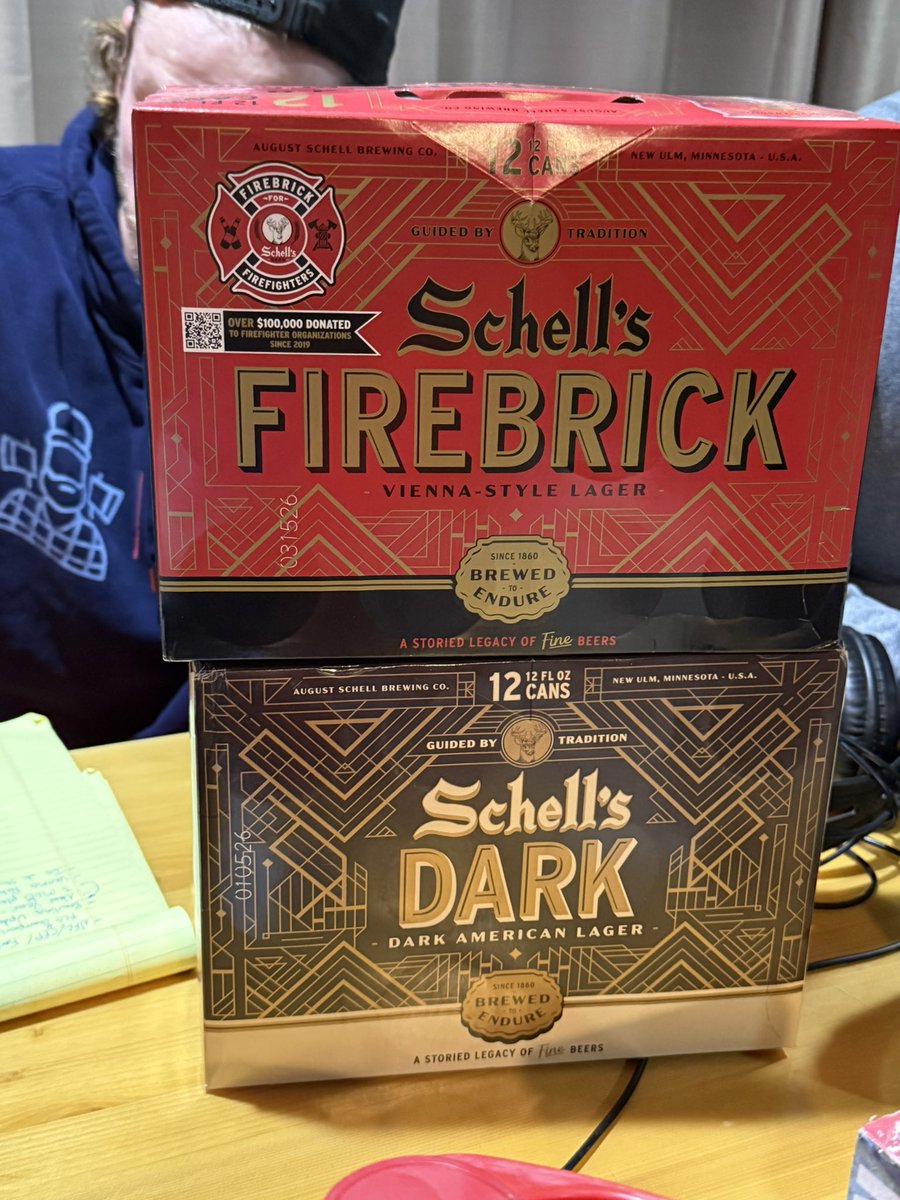 AUGUST SCHELL BREWING CO.
12 12 FL OZ CANS
NEW ULM, MINNESOTA - U.S.A.
FIREBRICK
FOR
Schell's
FIREFIGHTERS
GUIDED BY TRADITION
OVER $100,000 DONATED
TO FIREFIGHTER ORGANIZATIONS
SINCE 2019
Schell's
FIREBRICK
- VIENNA-STYLE LAGER -
031526
SINCE 1860
BREWED
- TO -
ENDURE
A STORIED LEGACY OF Fine BEERS
AUGUST SCHELL BREWING CO.
12 12 FL OZ CANS
NEW ULM, MINNESOTA - U.S.A.
GUIDED BY TRADITION
Schell's
DARK
- DARK AMERICAN LAGER -
010526
SINCE 1860
BREWED
- TO -
ENDURE
A STORIED LEGACY OF Fine BEERS